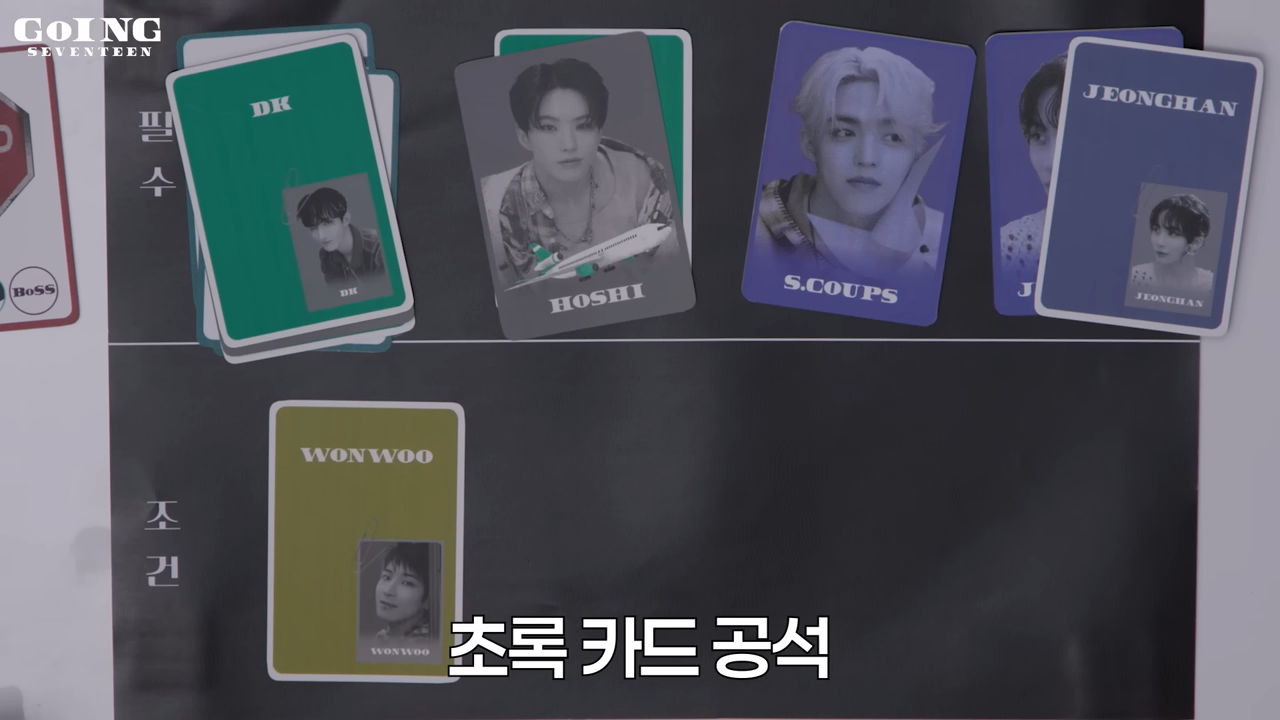 GOING
SEVENTEEN
BOSS
필수
DK
DK
HOSHI
S.COUPS
J
JEONGHAN
JEONGHAN
조건
WONWOO
WONWOO
초록 카드 공석